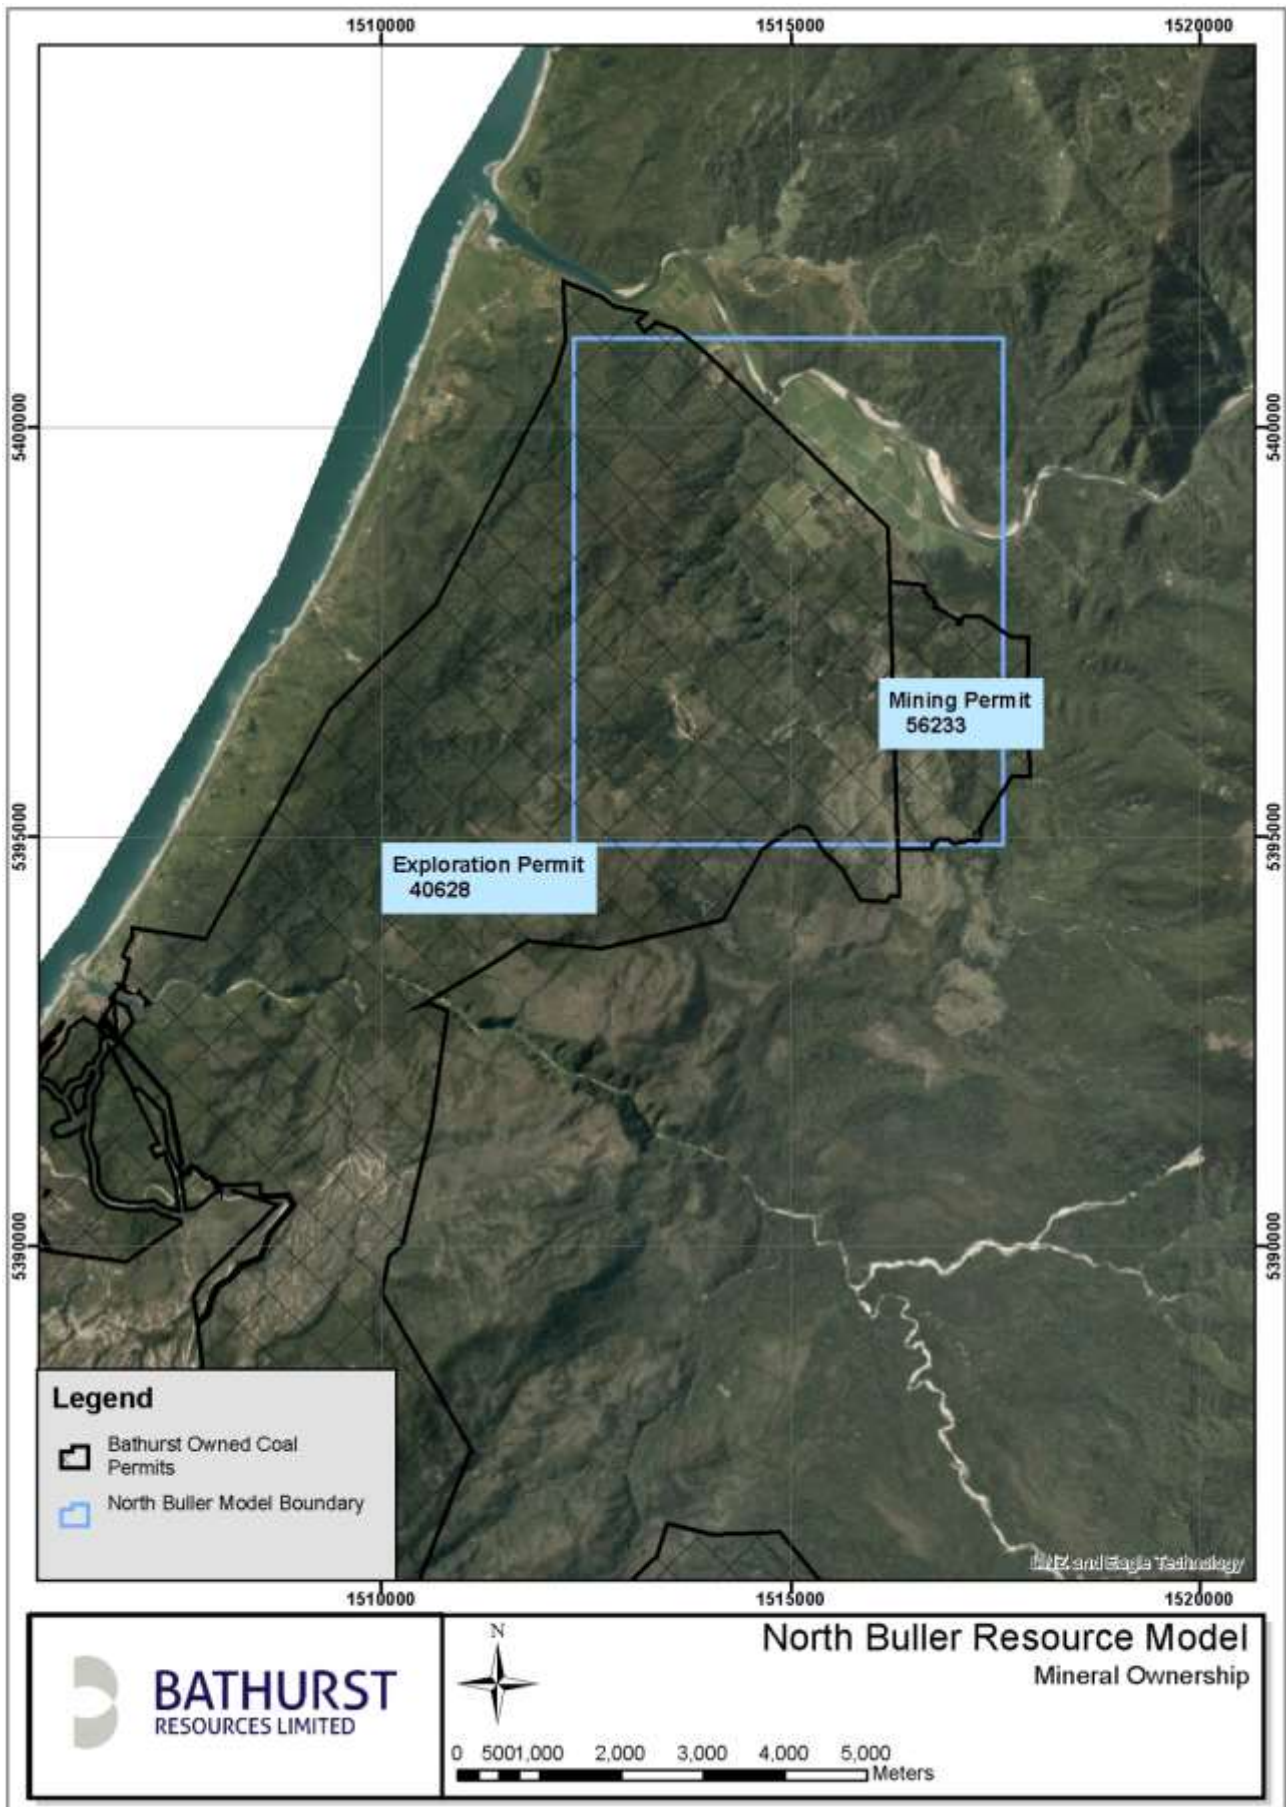 1510000
1515000
1520000
5400000
5400000
Mining Permit
56233
5395000
5395000
Exploration Permit
40628
5390000
5390000
Legend
Bathurst Owned Coal
Permits
North Buller Model Boundary
LINZ and Eagle Technology
1510000
1515000
1520000
BATHURST
RESOURCES LIMITED
N
North Buller Resource Model
Mineral Ownership
0 500 1,000 2,000 3,000 4,000 5,000
Meters